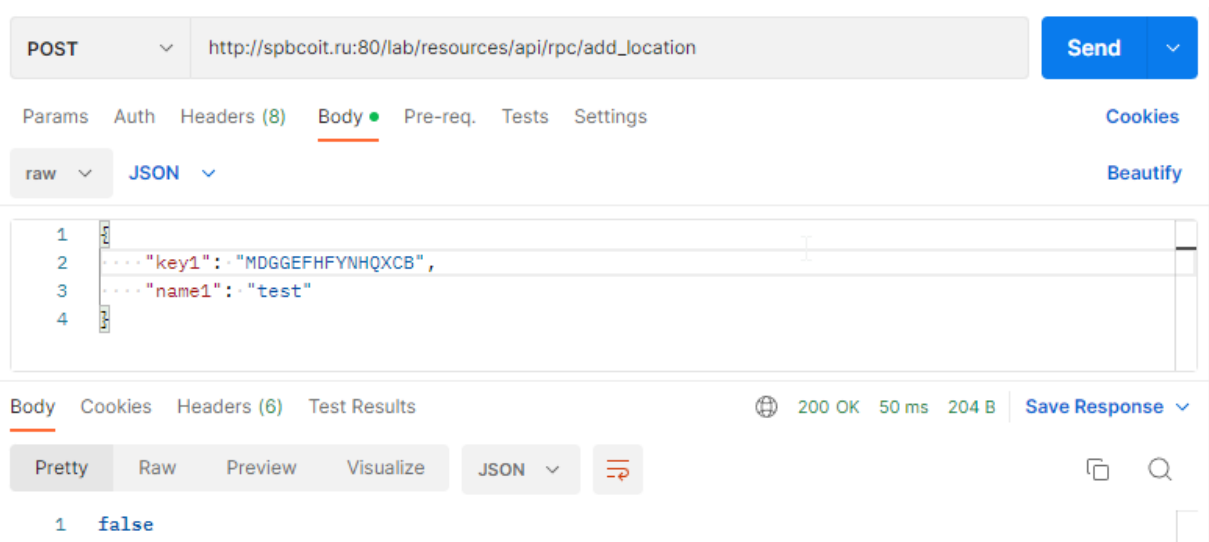 POST http://spbcoit.ru:80/lab/resources/api/rpc/add_location Send
Params Auth Headers (8) Body Pre-req. Tests Settings Cookies
raw JSON Beautify
1 {
2 "key1": "MDGGEFHFYNHQXCB",
3 "name1": "test"
4 }
Body Cookies Headers (6) Test Results 200 OK 50 ms 204 B Save Response
Pretty Raw Preview Visualize JSON
1 false